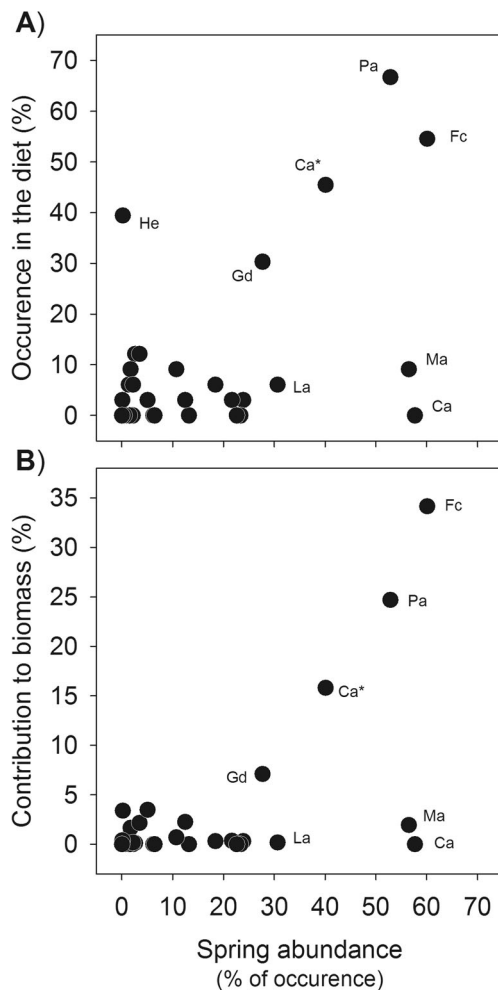 A)
Occurence in the diet (%)
70
60
50
40
30
20
10
0
Pa
Fc
Ca*
He
Gd
La
Ma
Ca
B)
Contribution to biomass (%)
35
30
25
20
15
10
5
0
Fc
Pa
Ca*
Gd
La
Ma
Ca
0 10 20 30 40 50 60 70
Spring abundance
(% of occurence)